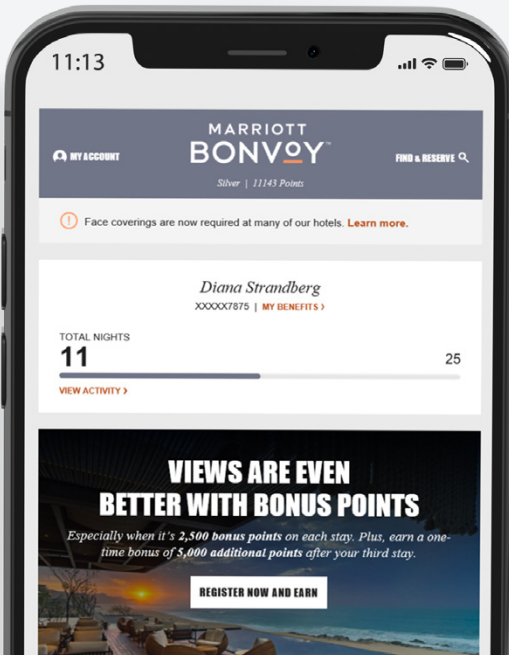 11:13
MARRIOTT
MY ACCOUNT BONVOY™ FIND & RESERVE
Silver | 11143 Points
Face coverings are now required at many of our hotels. Learn more.
Diana Strandberg
XXXXX7875 | MY BENEFITS ›
TOTAL NIGHTS
11 25
VIEW ACTIVITY ›
VIEWS ARE EVEN
BETTER WITH BONUS POINTS
Especially when it's 2,500 bonus points on each stay. Plus, earn a one-
time bonus of 5,000 additional points after your third stay.
REGISTER NOW AND EARN